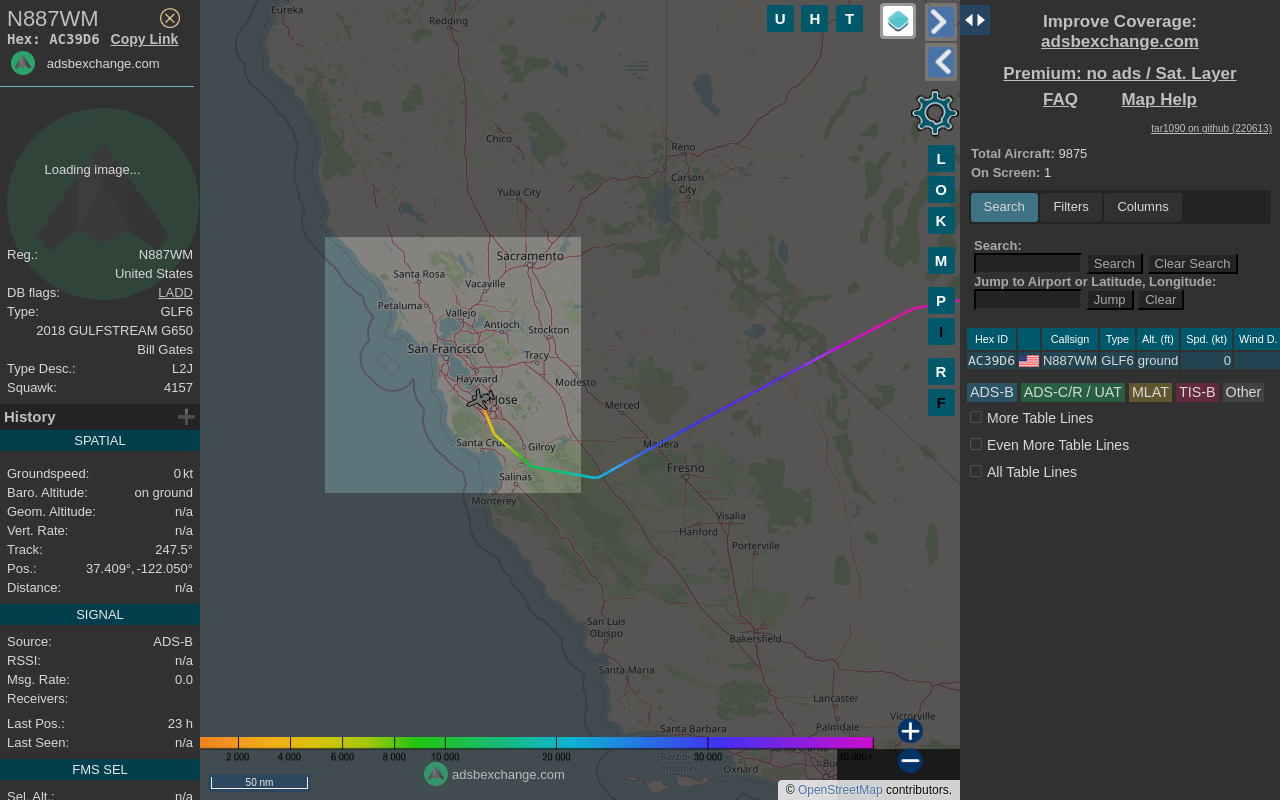 N887WM
Hex: AC39D6 Copy Link
adsbexchange.com
Loading image...
Reg.: N887WM
United States
DB flags: LADD
Type: GLF6
2018 GULFSTREAM G650
Bill Gates
Type Desc.: L2J
Squawk: 4157
History
SPATIAL
Groundspeed: 0 kt
Baro. Altitude: on ground
Geom. Altitude: n/a
Vert. Rate: n/a
Track: 247.5°
Pos.: 37.409°, -122.050°
Distance: n/a
SIGNAL
Source: ADS-B
RSSI: n/a
Msg. Rate: 0.0
Receivers:
Last Pos.: 23 h
Last Seen: n/a
FMS SEL
Sel. Alt.: n/a
U H T
L
O
K
M
P
I
R
F
Eureka
Redding
Chico
Reno
Carson
City
Yuba City
Sacramento
Santa Rosa
Vacaville
Petaluma
Vallejo
Antioch
Stockton
San Francisco
Tracy
Hayward
Modesto
Jose
Merced
Santa Cruz
Gilroy
Madera
Salinas
Fresno
Monterey
Visalia
Hanford
Porterville
San Luis
Obispo
Bakersfield
Santa Maria
Lancaster
Victorville
Santa Barbara
Palmdale
Oxnard
2 000 4 000 6 000 8 000 10 000 20 000 30 000 40 000+
50 nm
adsbexchange.com
© OpenStreetMap contributors.
Improve Coverage:
adsbexchange.com
Premium: no ads / Sat. Layer
FAQ Map Help
tar1090 on github (220613)
Total Aircraft: 9875
On Screen: 1
Search Filters Columns
Search:
Search Clear Search
Jump to Airport or Latitude, Longitude:
Jump Clear
Hex ID Callsign Type Alt. (ft) Spd. (kt) Wind D.
AC39D6 N887WM GLF6 ground 0
ADS-B ADS-C/R / UAT MLAT TIS-B Other
More Table Lines
Even More Table Lines
All Table Lines